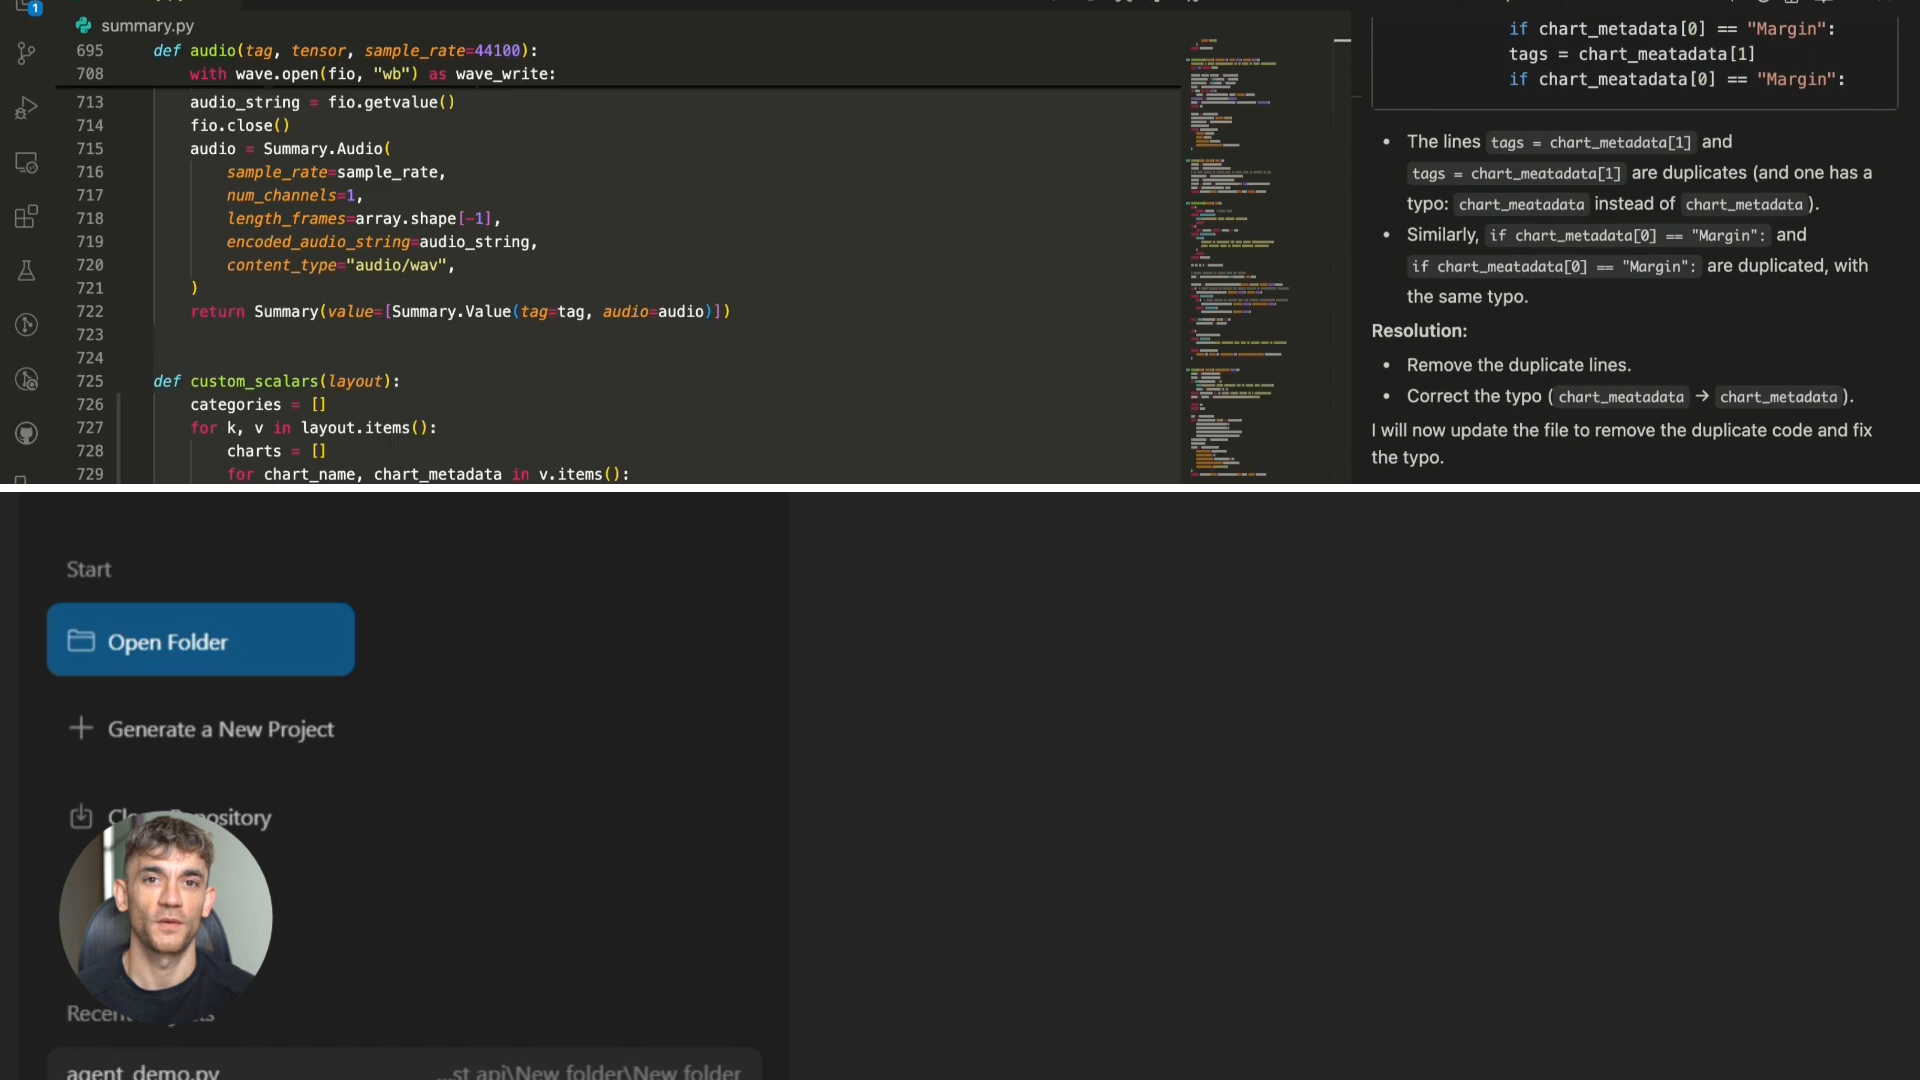 1
summary.py
695 def audio(tag, tensor, sample_rate=44100):
708 with wave.open(fio, "wb") as wave_write:
713 audio_string = fio.getvalue()
714 fio.close()
715 audio = Summary.Audio(
716 sample_rate=sample_rate,
717 num_channels=1,
718 length_frames=array.shape[-1],
719 encoded_audio_string=audio_string,
720 content_type="audio/wav",
721 )
722 return Summary(value=[Summary.Value(tag=tag, audio=audio)])
723
724
725 def custom_scalars(layout):
726 categories = []
727 for k, v in layout.items():
728 charts = []
729 for chart_name, chart_metadata in v.items():
if chart_metadata[0] == "Margin":
tags = chart_meatadata[1]
if chart_meatadata[0] == "Margin":
• The lines tags = chart_metadata[1] and
tags = chart_meatadata[1] are duplicates (and one has a
typo: chart_meatadata instead of chart_metadata ).
• Similarly, if chart_metadata[0] == "Margin": and
if chart_meatadata[0] == "Margin": are duplicated, with
the same typo.
Resolution:
• Remove the duplicate lines.
• Correct the typo ( chart_meatadata → chart_metadata ).
I will now update the file to remove the duplicate code and fix
the typo.
Start
Open Folder
Generate a New Project
Repository
Recent
agent_demo.py ...st api\New folder\New folder